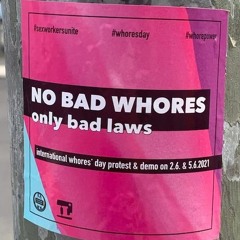 #sexworkersunite #whoresday #whorepower
NO BAD WHORES
only bad laws
international whores' day protest & demo on 2.6. & 5.6.2021